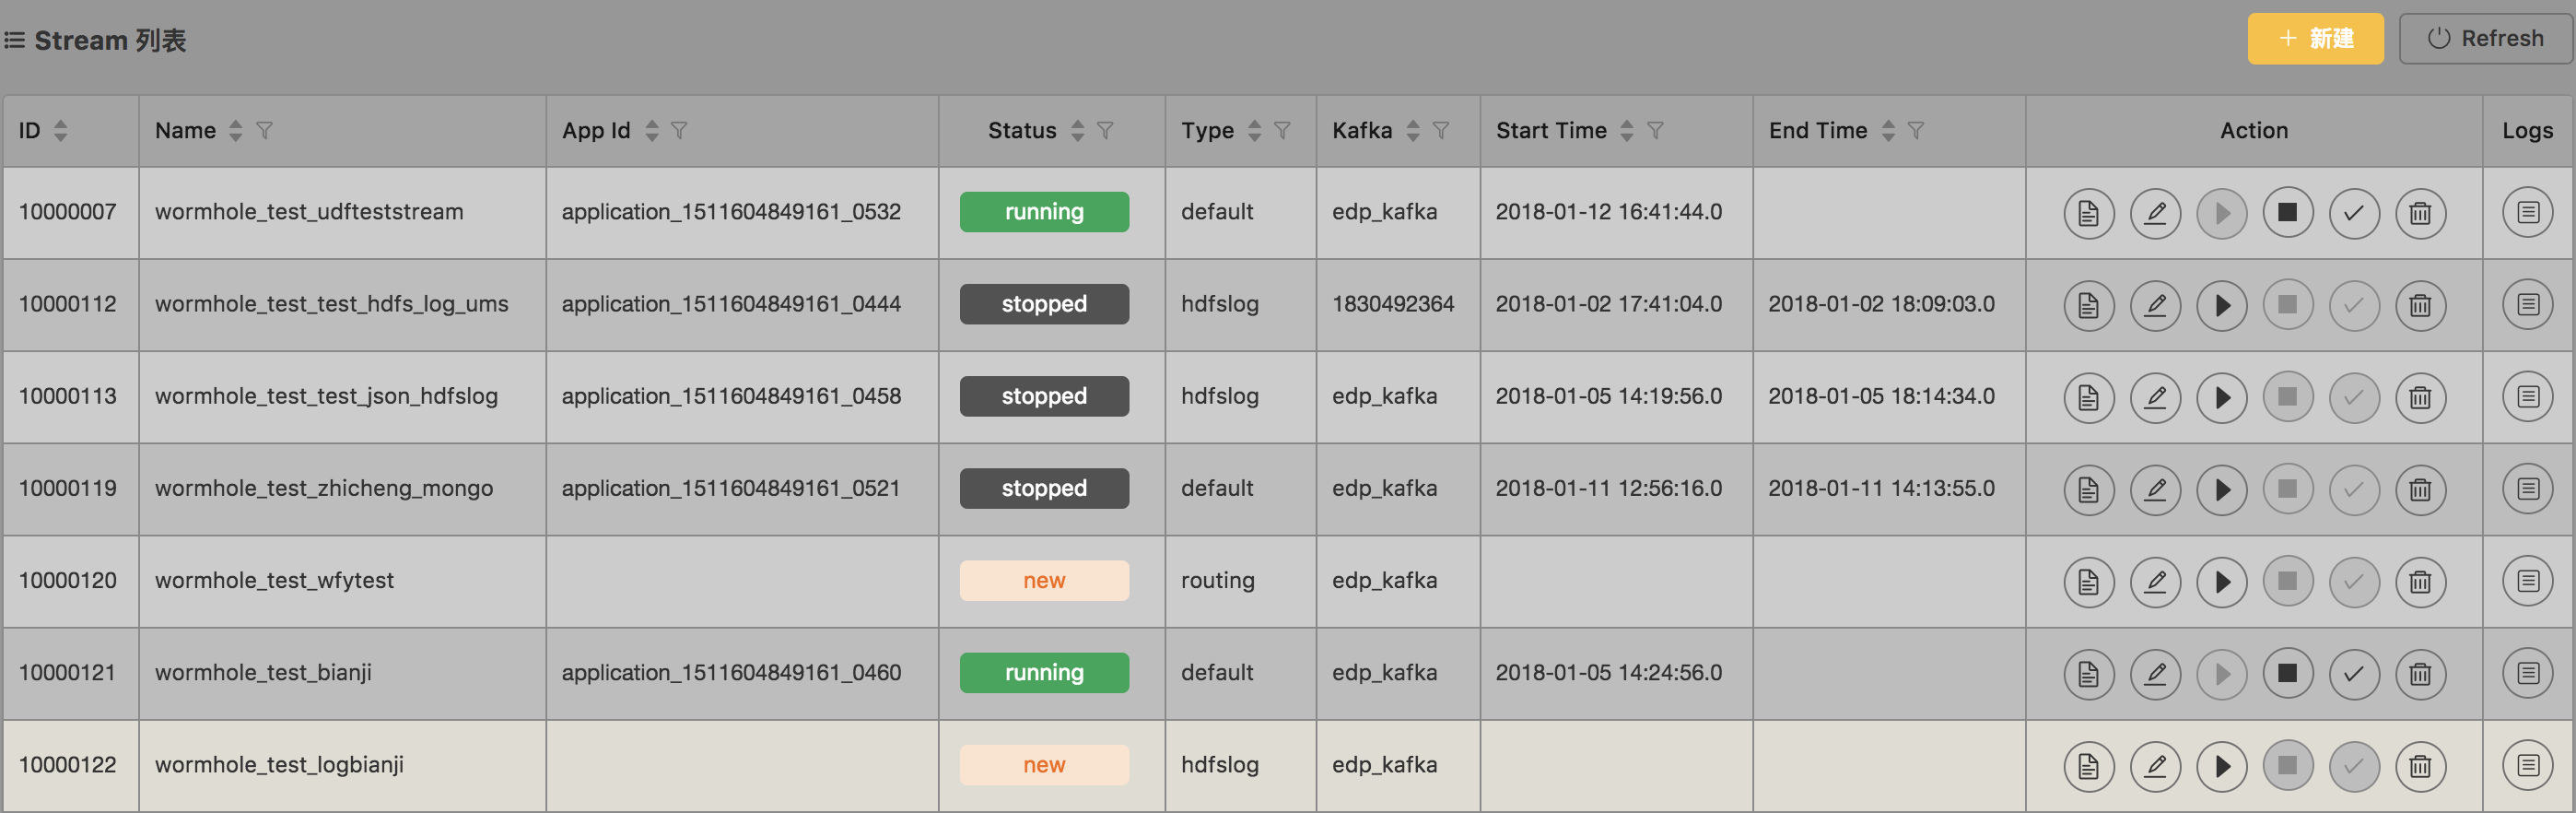 Stream 列表
+ 新建 Refresh
ID Name App Id Status Type Kafka Start Time End Time Action Logs
10000007 wormhole_test_udfteststream application_1511604849161_0532 running default edp_kafka 2018-01-12 16:41:44.0
10000112 wormhole_test_test_hdfs_log_ums application_1511604849161_0444 stopped hdfslog 1830492364 2018-01-02 17:41:04.0 2018-01-02 18:09:03.0
10000113 wormhole_test_test_json_hdfslog application_1511604849161_0458 stopped hdfslog edp_kafka 2018-01-05 14:19:56.0 2018-01-05 18:14:34.0
10000119 wormhole_test_zhicheng_mongo application_1511604849161_0521 stopped default edp_kafka 2018-01-11 12:56:16.0 2018-01-11 14:13:55.0
10000120 wormhole_test_wfytest new routing edp_kafka
10000121 wormhole_test_bianji application_1511604849161_0460 running default edp_kafka 2018-01-05 14:24:56.0
10000122 wormhole_test_logbianji new hdfslog edp_kafka